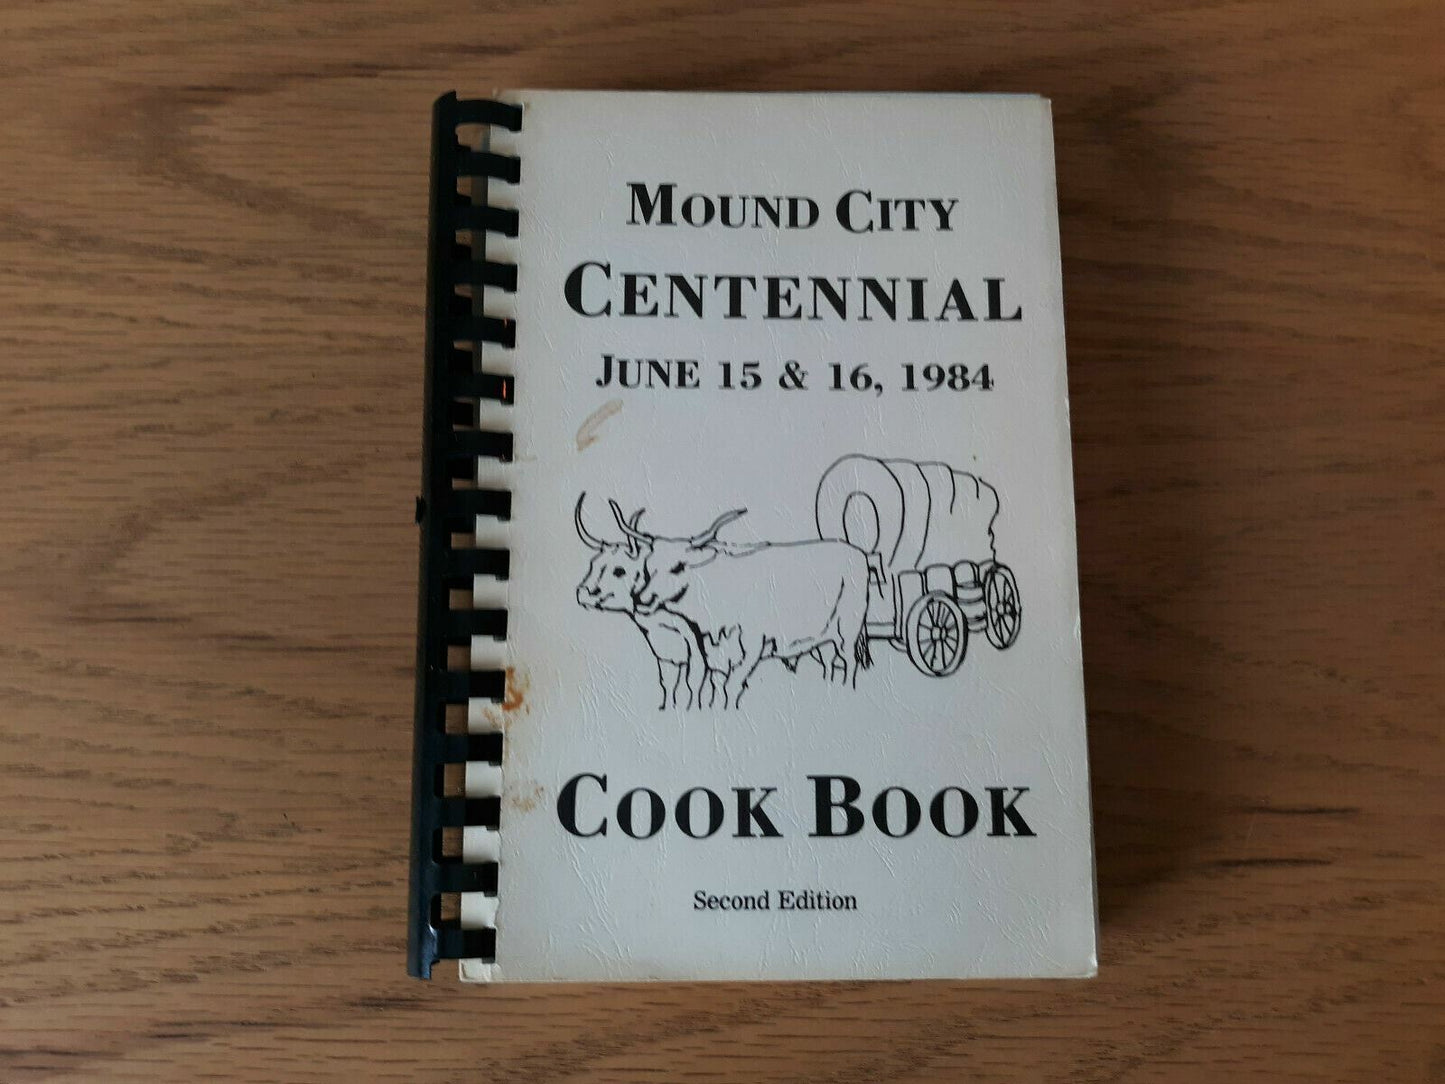 MOUND CITY
CENTENNIAL
JUNE 15 & 16, 1984
COOK BOOK
Second Edition